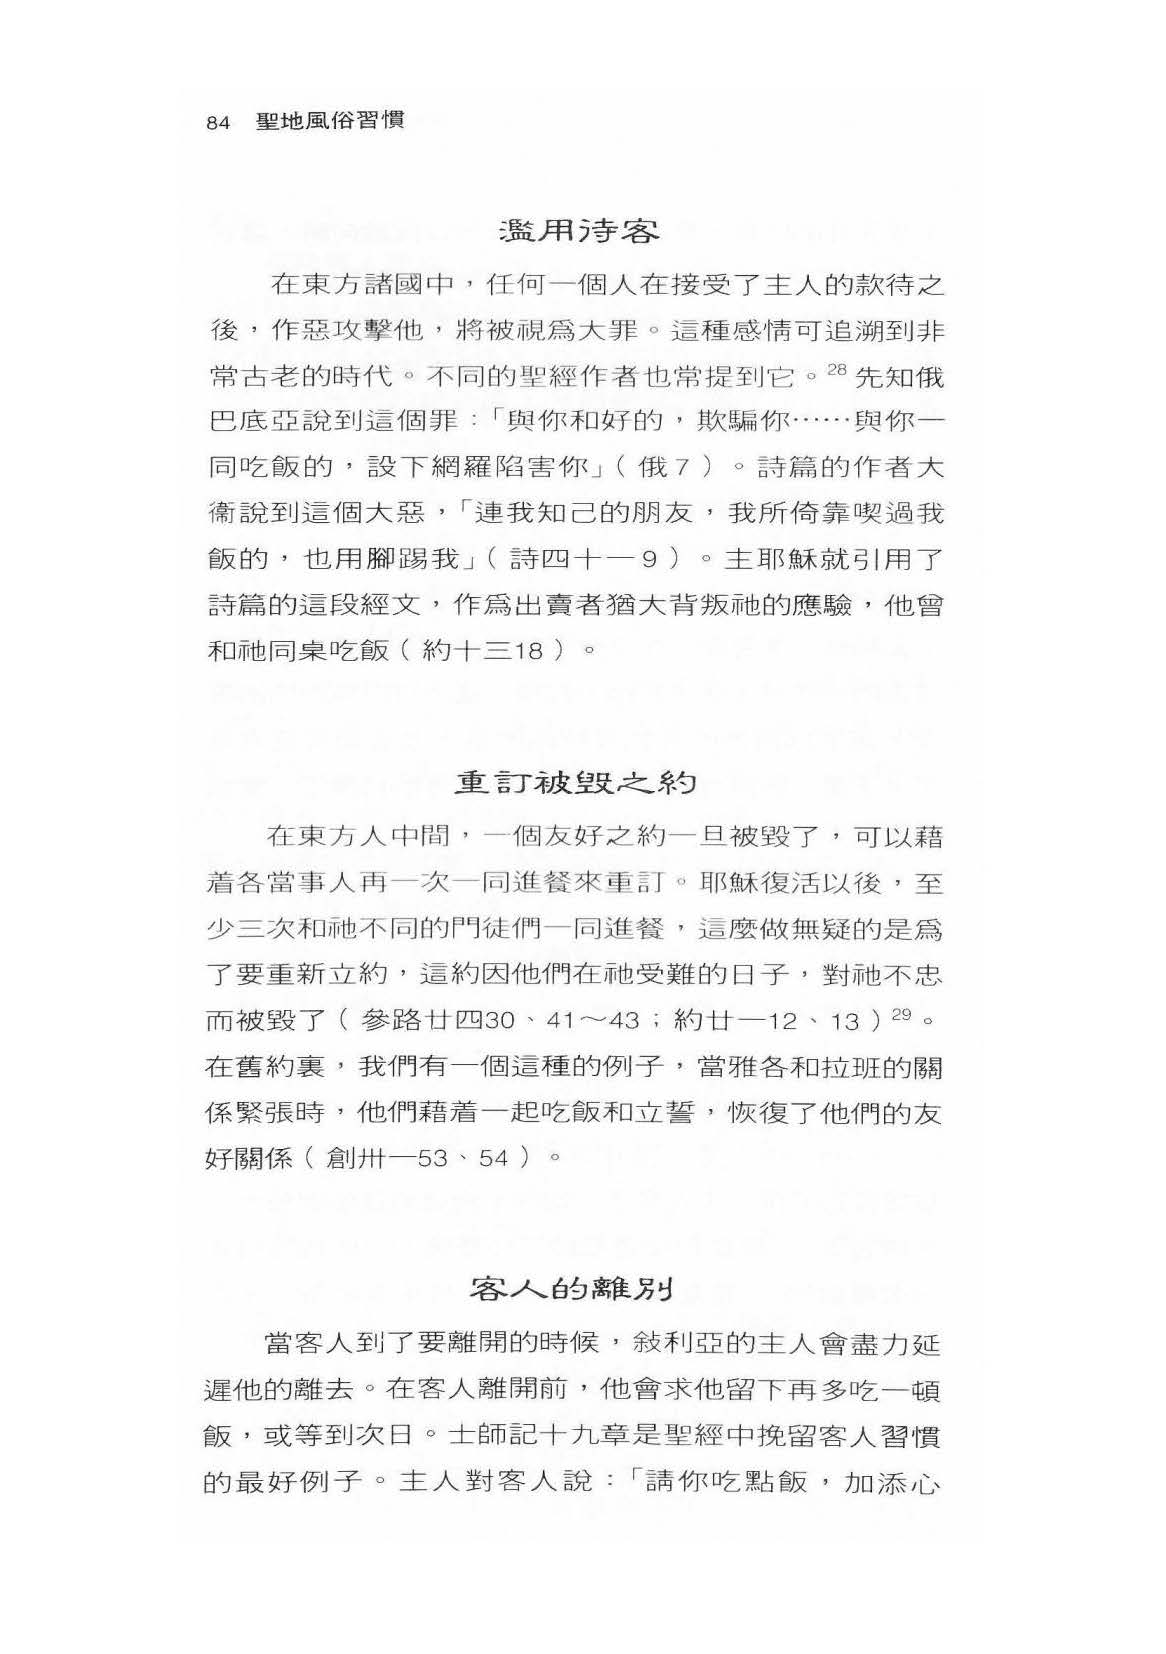 84 聖地風俗習慣
濫用待客
在東方諸國中，任何一個人在接受了主人的款待之
後，作惡攻擊他，將被視爲大罪。這種感情可追溯到非
常古老的時代。不同的聖經作者也常提到它。28 先知俄
巴底亞說到這個罪：「與你和好的，欺騙你……與你一
同吃飯的，設下網羅陷害你」（俄7）。詩篇的作者大
衞說到這個大惡，「連我知己的朋友，我所倚靠喫過我
飯的，也用腳踢我」（詩四十一9）。主耶穌就引用了
詩篇的這段經文，作爲出賣者猶大背叛祂的應驗，他曾
和祂同桌吃飯（約十三18）。
重訂被毀之約
在東方人中間，一個友好之約一旦被毀了，可以藉
着各當事人再一次一同進餐來重訂。耶穌復活以後，至
少三次和祂不同的門徒們一同進餐，這麼做無疑的是爲
了要重新立約，這約因他們在祂受難的日子，對祂不忠
而被毀了（參路廿四30、41～43；約廿一12、13）29。
在舊約裏，我們有一個這種的例子，當雅各和拉班的關
係緊張時，他們藉着一起吃飯和立誓，恢復了他們的友
好關係（創卅一53、54）。
客人的離別
當客人到了要離開的時候，敍利亞的主人會盡力延
遲他的離去。在客人離開前，他會求他留下再多吃一頓
飯，或等到次日。士師記十九章是聖經中挽留客人習慣
的最好例子。主人對客人說：「請你吃點飯，加添心